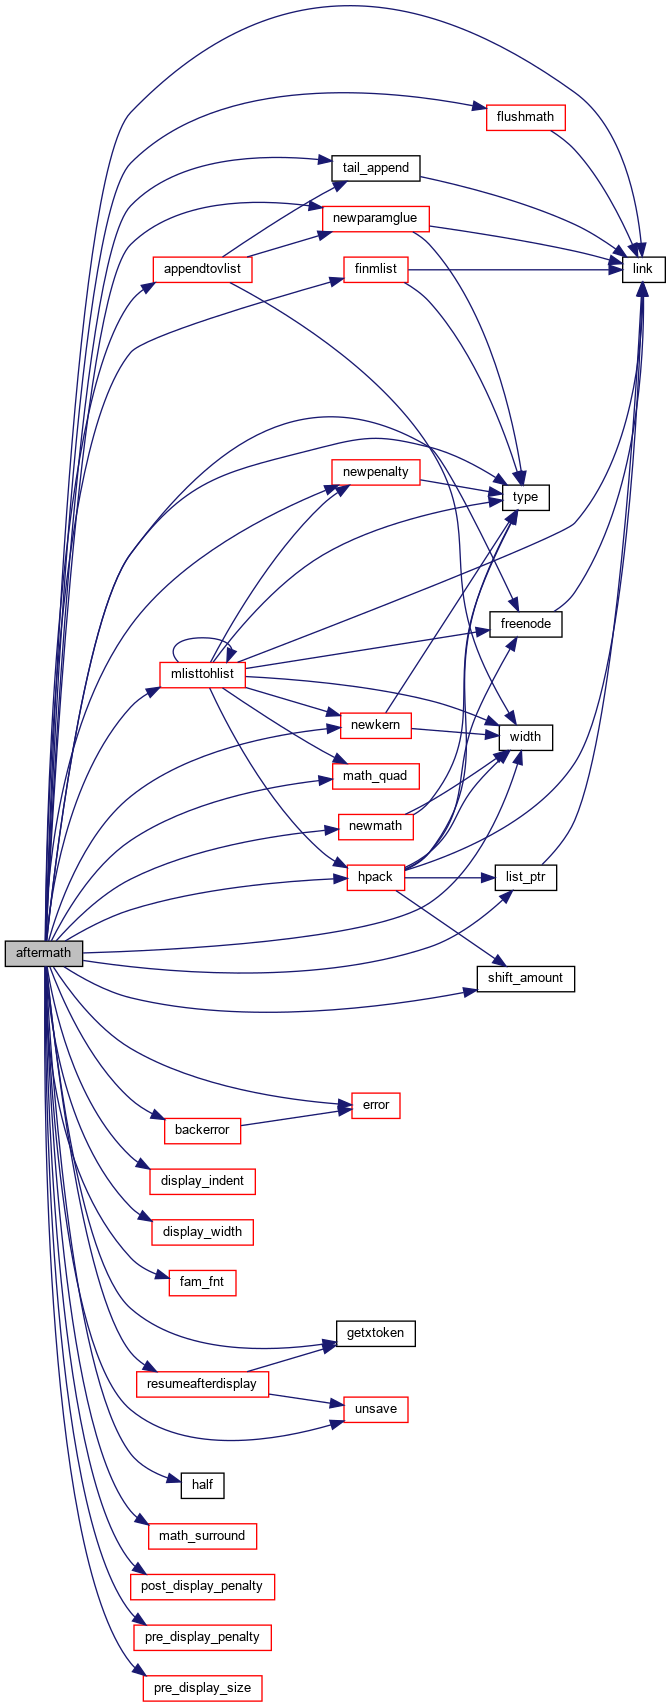 flushmath
tail_append
newparamglue
appendtovlist
finmlist
link
newpenalty
type
freenode
mlisttohlist
newkern
width
math_quad
newmath
hpack
list_ptr
aftermath
shift_amount
error
backerror
display_indent
display_width
fam_fnt
getxtoken
resumeafterdisplay
unsave
half
math_surround
post_display_penalty
pre_display_penalty
pre_display_size